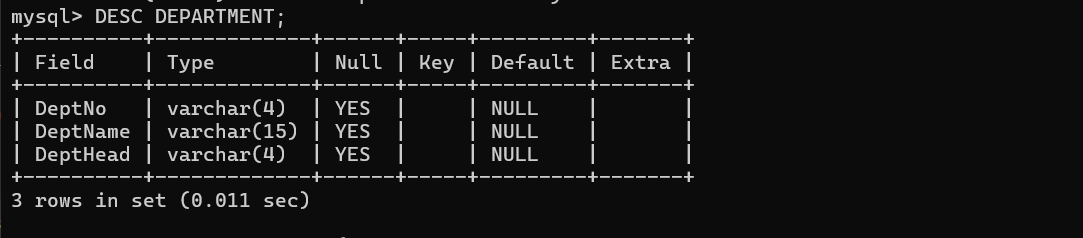 mysql> DESC DEPARTMENT;
+----------+-------------+------+-----+---------+-------+
| Field    | Type        | Null | Key | Default | Extra |
+----------+-------------+------+-----+---------+-------+
| DeptNo   | varchar(4)  | YES  |     | NULL    |       |
| DeptName | varchar(15) | YES  |     | NULL    |       |
| DeptHead | varchar(4)  | YES  |     | NULL    |       |
+----------+-------------+------+-----+---------+-------+
3 rows in set (0.011 sec)